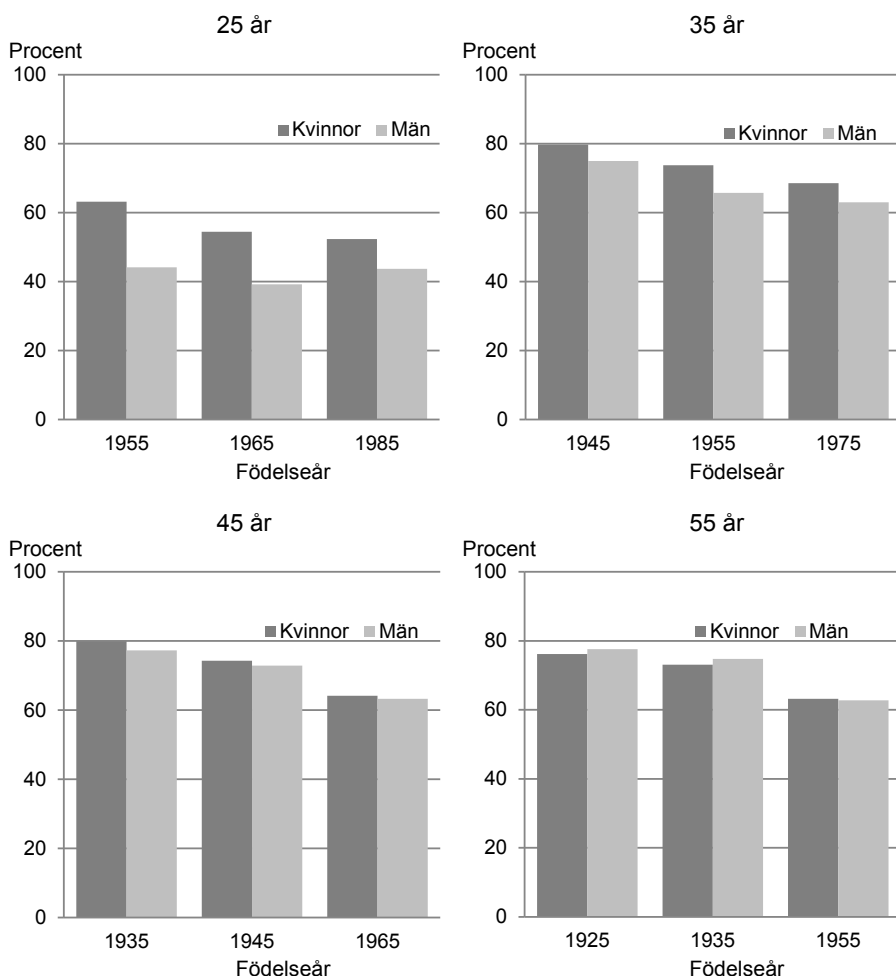 25 år
Procent
100
80
60
40
20
0
Kvinnor Män
1955 1965 1985
Födelseår
35 år
Procent
100
80
60
40
20
0
Kvinnor Män
1945 1955 1975
Födelseår
45 år
Procent
100
80
60
40
20
0
Kvinnor Män
1935 1945 1965
Födelseår
55 år
Procent
100
80
60
40
20
0
Kvinnor Män
1925 1935 1955
Födelseår